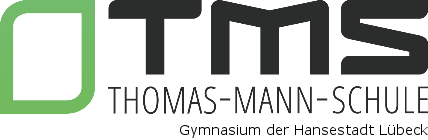 TMS
THOMAS-MANN-SCHULE
Gymnasium der Hansestadt Lübeck